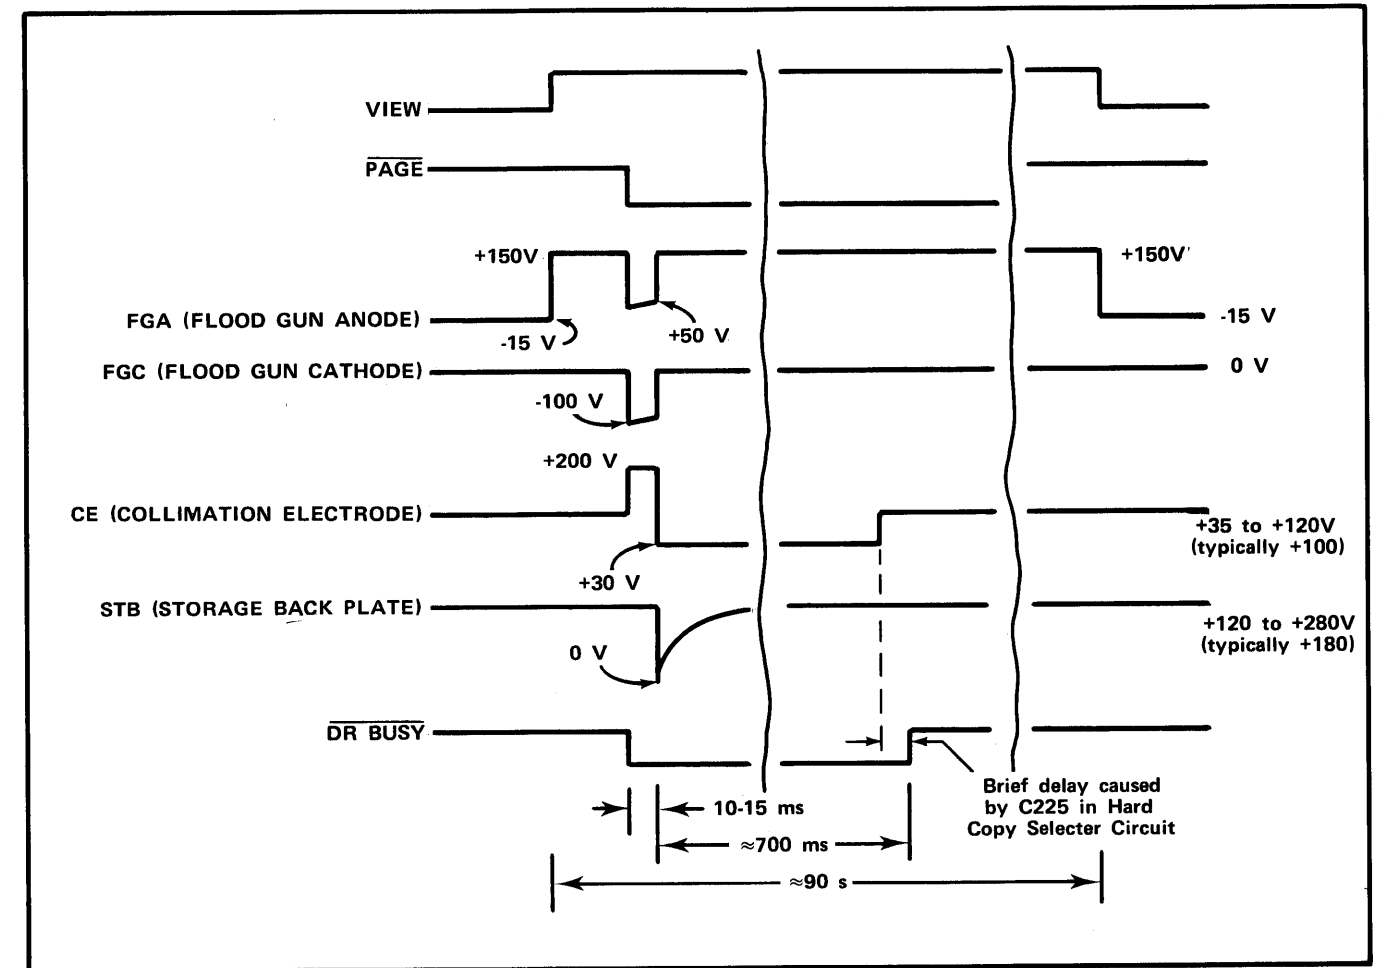 VIEW
PAGE
+150V
+150V
FGA (FLOOD GUN ANODE)
-15 V
+50 V
-15 V
FGC (FLOOD GUN CATHODE)
0 V
-100 V
+200 V
CE (COLLIMATION ELECTRODE)
+35 to +120V
(typically +100)
+30 V
STB (STORAGE BACK PLATE)
+120 to +280V
(typically +180)
0 V
DR BUSY
Brief delay caused
by C225 in Hard
Copy Selecter Circuit
10-15 ms
≈700 ms
≈90 s